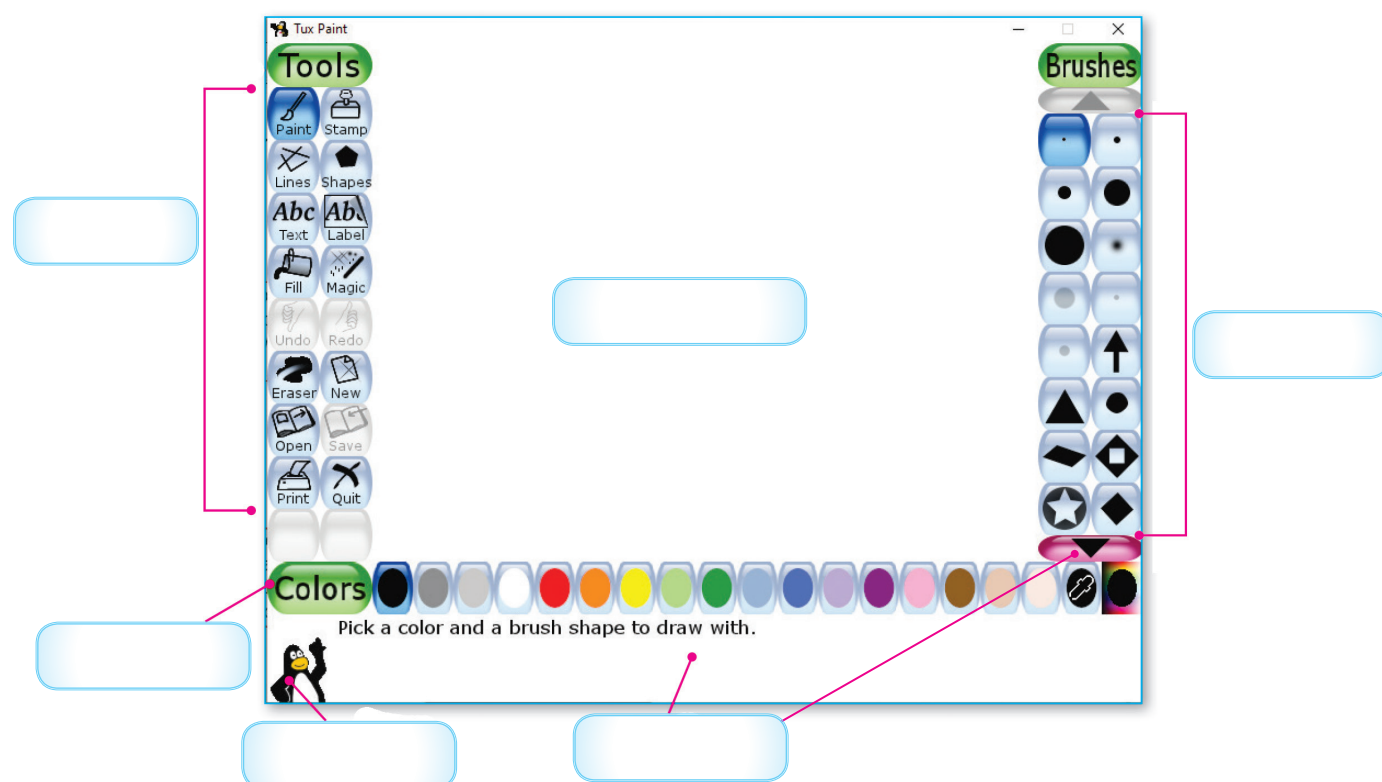 Tux Paint
Tools
Brushes
Paint Stamp
Lines Shapes
Abc Abc
Text Label
Fill Magic
Undo Redo
Eraser New
Open Save
Print Quit
Colors
Pick a color and a brush shape to draw with.